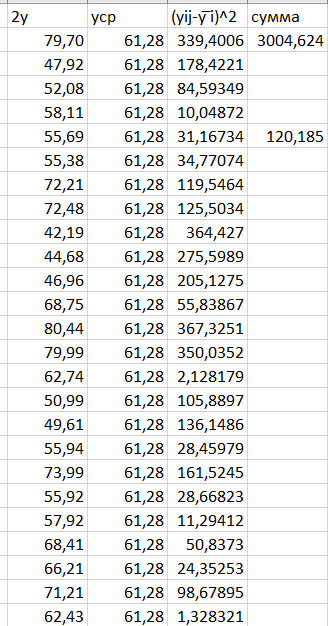 2у уср (yij-y ̅i)^2 сумма
79,70 61,28 339,4006 3004,624
47,92 61,28 178,4221
52,08 61,28 84,59349
58,11 61,28 10,04872
55,69 61,28 31,16734 120,185
55,38 61,28 34,77074
72,21 61,28 119,5464
72,48 61,28 125,5034
42,19 61,28 364,427
44,68 61,28 275,5989
46,96 61,28 205,1275
68,75 61,28 55,83867
80,44 61,28 367,3251
79,99 61,28 350,0352
62,74 61,28 2,128179
50,99 61,28 105,8897
49,61 61,28 136,1486
55,94 61,28 28,45979
73,99 61,28 161,5245
55,92 61,28 28,66823
57,92 61,28 11,29412
68,41 61,28 50,8373
66,21 61,28 24,35253
71,21 61,28 98,67895
62,43 61,28 1,328321